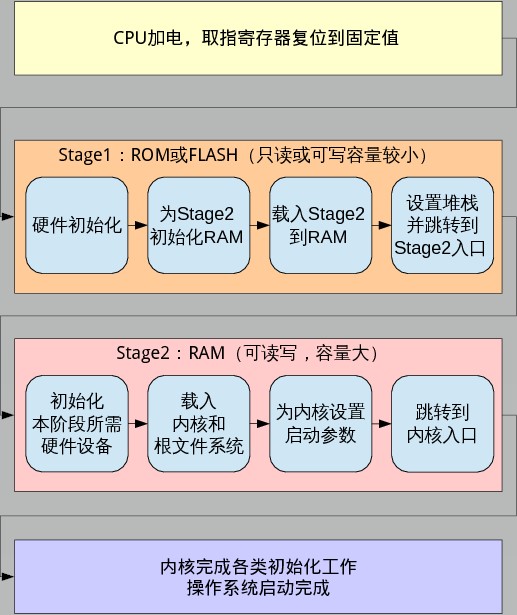 CPU加电，取指寄存器复位到固定值
Stage1：ROM或FLASH（只读或可写容量较小）
硬件初始化
为Stage2
初始化RAM
载入Stage2
到RAM
设置堆栈
并跳转到
Stage2入口
Stage2：RAM（可读写，容量大）
初始化
本阶段所需
硬件设备
载入
内核和
根文件系统
为内核设置
启动参数
跳转到
内核入口
内核完成各类初始化工作
操作系统启动完成